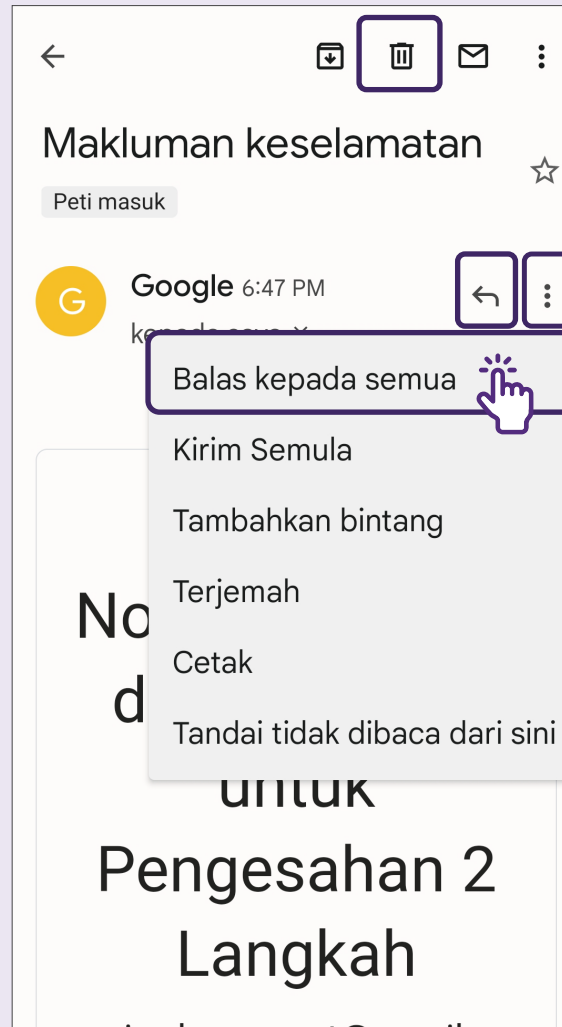 Makluman keselamatan
Peti masuk
G
Google 6:47 PM
Balas kepada semua
Kirim Semula
Tambahkan bintang
Terjemah
Cetak
Tandai tidak dibaca dari sini
untuk
Pengesahan 2
Langkah